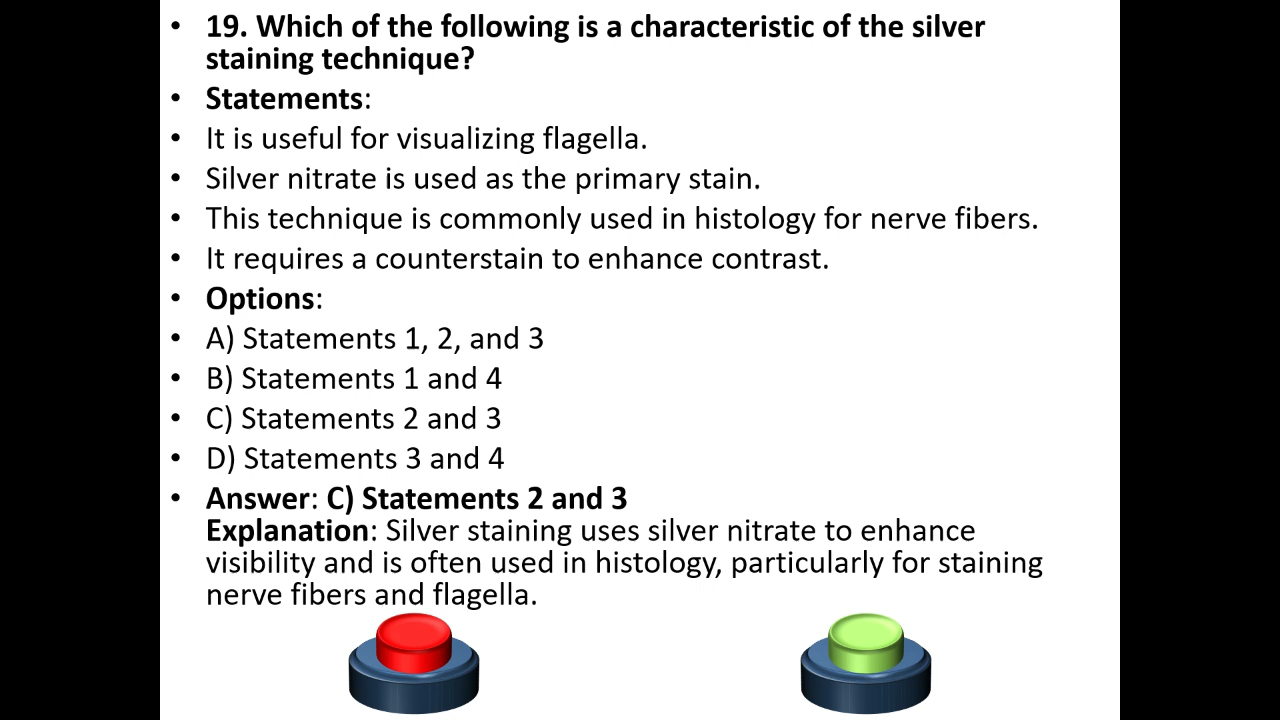 • 19. Which of the following is a characteristic of the silver
staining technique?
• Statements:
• It is useful for visualizing flagella.
• Silver nitrate is used as the primary stain.
• This technique is commonly used in histology for nerve fibers.
• It requires a counterstain to enhance contrast.
• Options:
• A) Statements 1, 2, and 3
• B) Statements 1 and 4
• C) Statements 2 and 3
• D) Statements 3 and 4
• Answer: C) Statements 2 and 3
Explanation: Silver staining uses silver nitrate to enhance
visibility and is often used in histology, particularly for staining
nerve fibers and flagella.